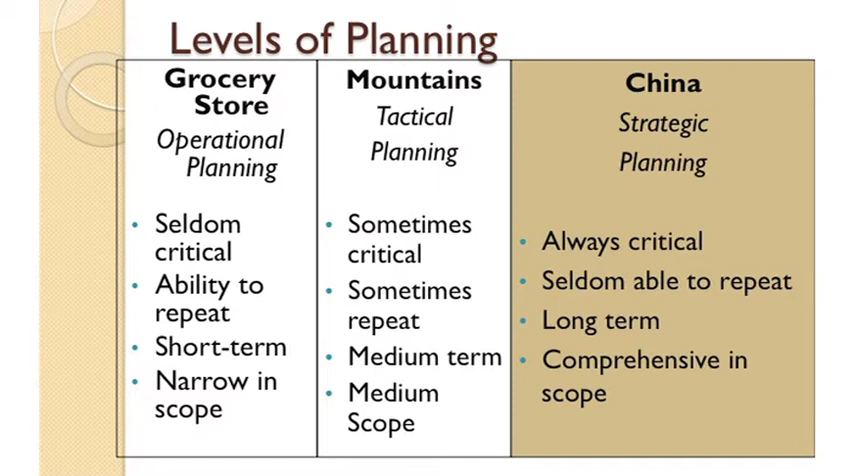 Levels of Planning
Grocery
Store
Operational
Planning
• Seldom
critical
• Ability to
repeat
• Short-term
• Narrow in
scope
Mountains
Tactical
Planning
• Sometimes
critical
• Sometimes
repeat
• Medium term
• Medium
Scope
China
Strategic
Planning
• Always critical
• Seldom able to repeat
• Long term
• Comprehensive in
scope